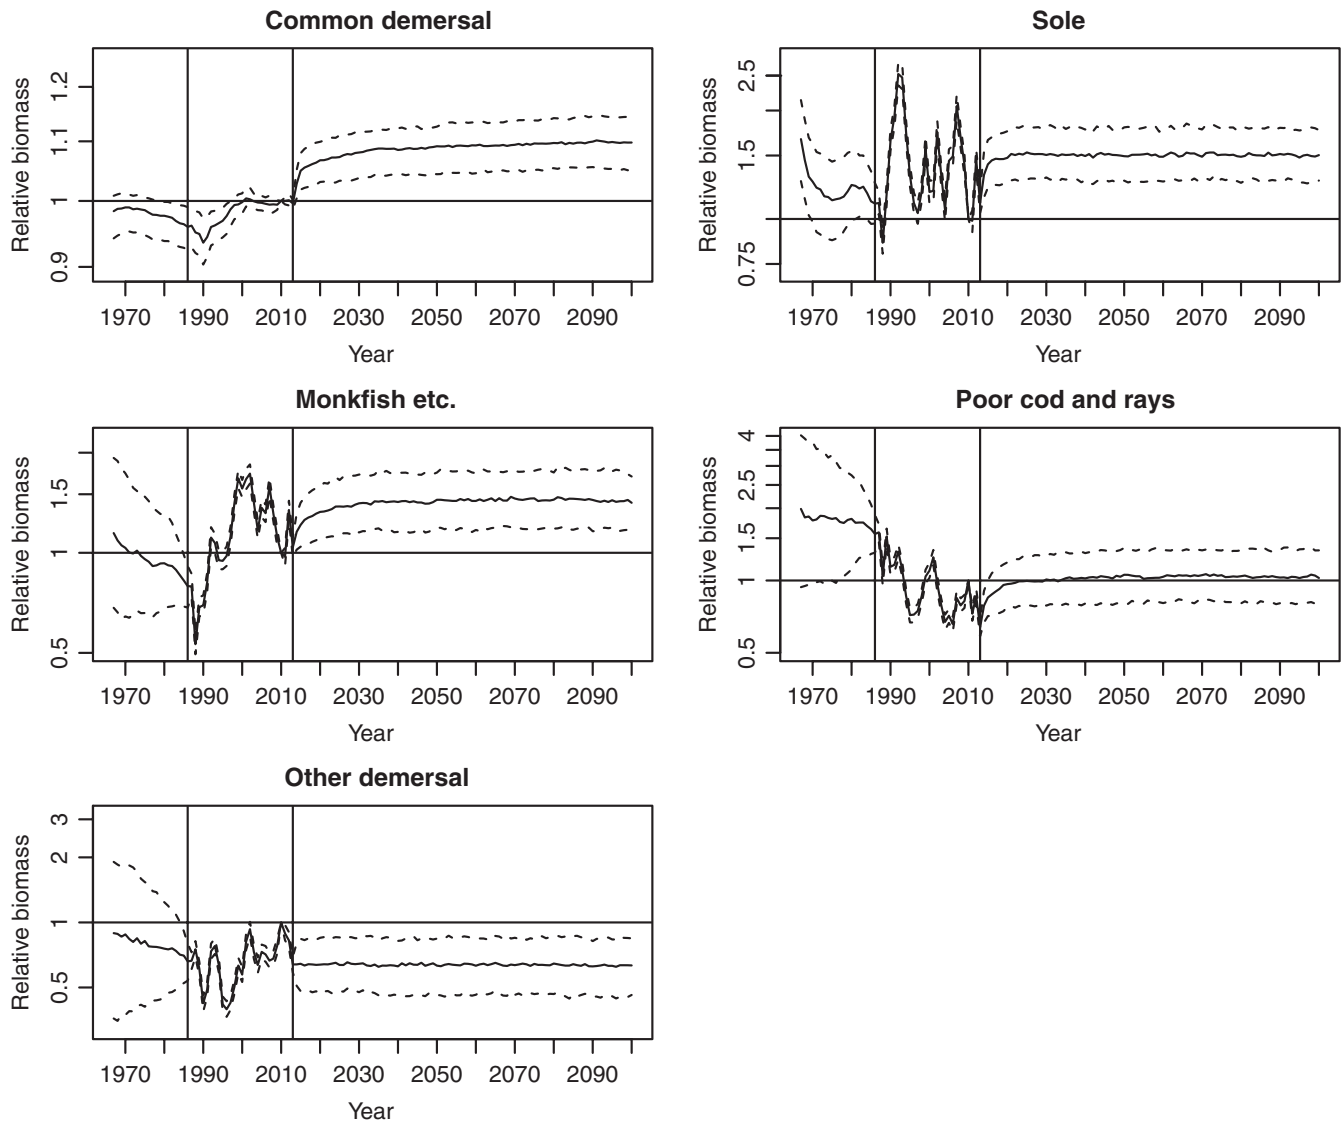 Common demersal
Relative biomass
1.2
1.1
1
0.9
1970 1990 2010 2030 2050 2070 2090
Year
Sole
Relative biomass
2.5
1.5
0.75
1970 1990 2010 2030 2050 2070 2090
Year
Monkfish etc.
Relative biomass
1.5
1
0.5
1970 1990 2010 2030 2050 2070 2090
Year
Poor cod and rays
Relative biomass
4
2.5
1.5
1
0.5
1970 1990 2010 2030 2050 2070 2090
Year
Other demersal
Relative biomass
3
2
1
0.5
1970 1990 2010 2030 2050 2070 2090
Year